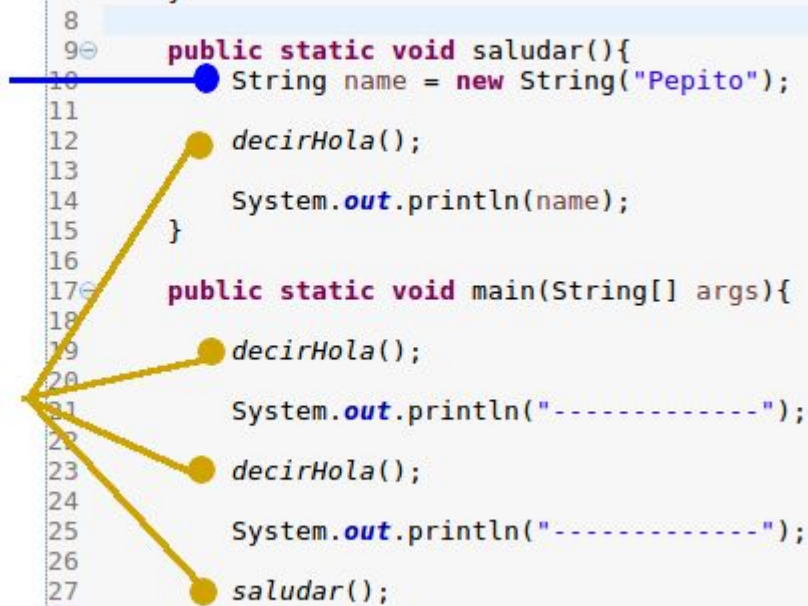 8
9 public static void saludar(){
10 String name = new String("Pepito");
11
12 decirHola();
13
14 System.out.println(name);
15 }
16
17 public static void main(String[] args){
18
19 decirHola();
20
21 System.out.println("-------------");
22
23 decirHola();
24
25 System.out.println("-------------");
26
27 saludar();